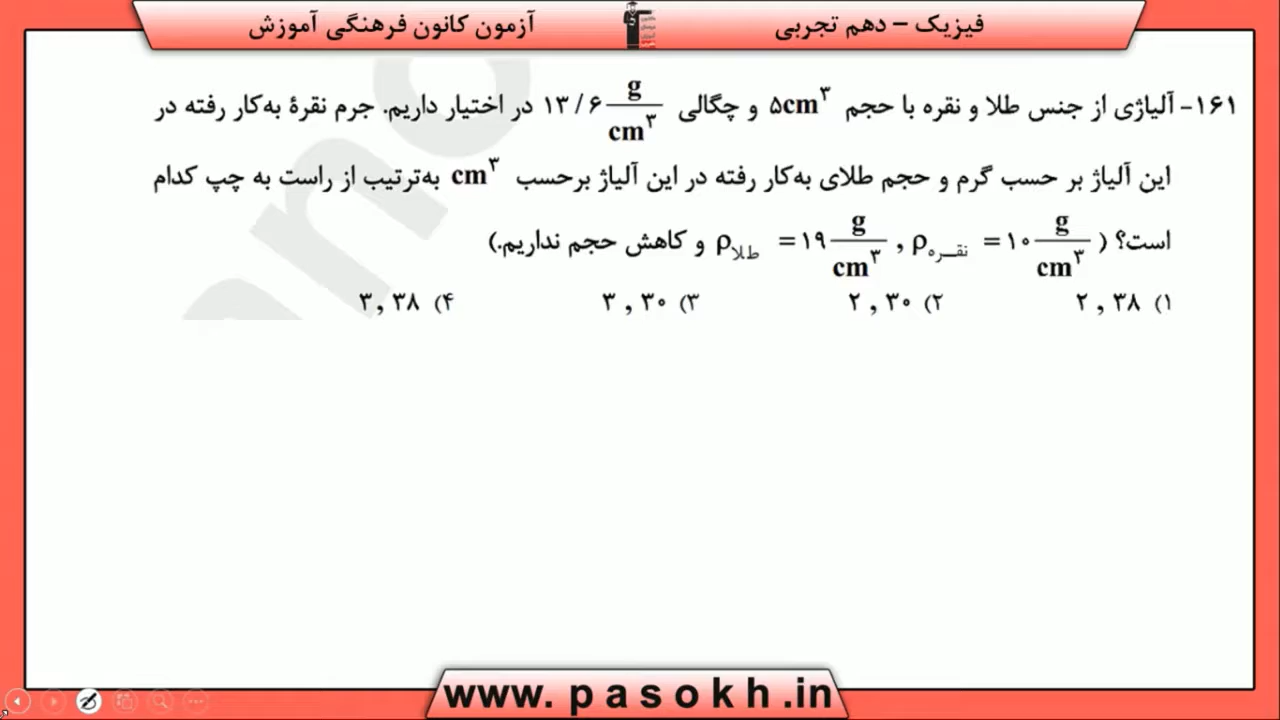 فیزیک – دهم تجربی
آزمون کانون فرهنگی آموزش
۱۶۱- آلیاژی از جنس طلا و نقره با حجم ۵cm³ و چگالی ۱۳/۶ g/cm³ در اختیار داریم. جرم نقرهٔ به‌کار رفته در
این آلیاژ بر حسب گرم و حجم طلای به‌کار رفته در این آلیاژ برحسب cm³ به‌ترتیب از راست به چپ کدام
است؟ (ρنقره = ۱۰ g/cm³ , ρطلا = ۱۹ g/cm³ و کاهش حجم نداریم.)
۱) ۳۸ , ۲ ۲) ۳۰ , ۲ ۳) ۳۰ , ۳ ۴) ۳۸ , ۳
www.pasokh.in